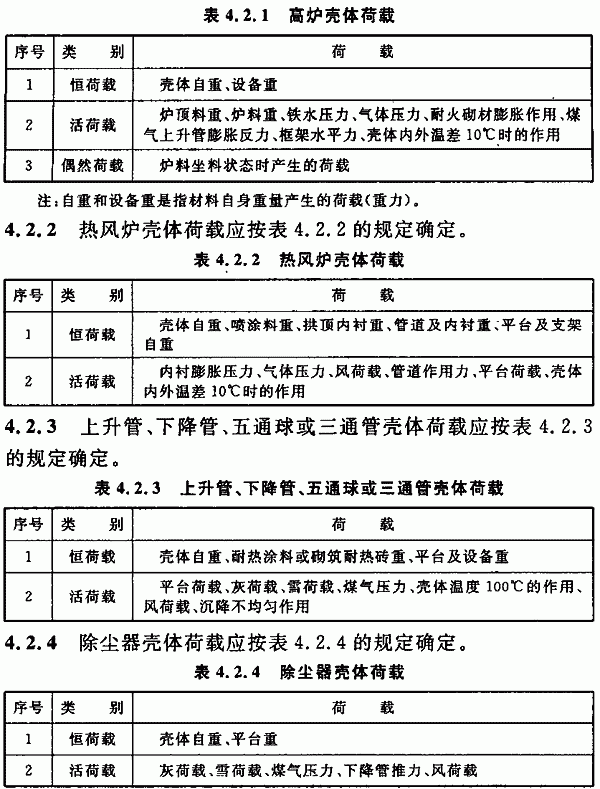 表 4.2.1 高炉壳体荷载
序号 类 别 荷 载
1 恒荷载 壳体自重、设备重
2 活荷载 炉顶料重、炉料重、铁水压力、气体压力、耐火砌材膨胀作用、煤
气上升管膨胀反力、框架水平力、壳体内外温差 10℃时的作用
3 偶然荷载 炉料坐料状态时产生的荷载
注：自重和设备重是指材料自身重量产生的荷载(重力)。
4.2.2 热风炉壳体荷载应按表 4.2.2 的规定确定。
表 4.2.2 热风炉壳体荷载
序号 类 别 荷 载
1 恒荷载 壳体自重、喷涂料重、拱顶内衬重、管道及内衬重、平台及支架
自重
2 活荷载 内衬膨胀压力、气体压力、风荷载、管道作用力、平台荷载、壳体
内外温差 10℃时的作用
4.2.3 上升管、下降管、五通球或三通管壳体荷载应按表 4.2.3
的规定确定。
表 4.2.3 上升管、下降管、五通球或三通管壳体荷载
序号 类 别 荷 载
1 恒荷载 壳体自重、耐热涂料或砌筑耐热砖重、平台及设备重
2 活荷载 平台荷载、灰荷载、雪荷载、煤气压力、壳体温度 100℃的作用、
风荷载、沉降不均匀作用
4.2.4 除尘器壳体荷载应按表 4.2.4 的规定确定。
表 4.2.4 除尘器壳体荷载
序号 类 别 荷 载
1 恒荷载 壳体自重、平台重
2 活荷载 灰荷载、雪荷载、煤气压力、下降管推力、风荷载